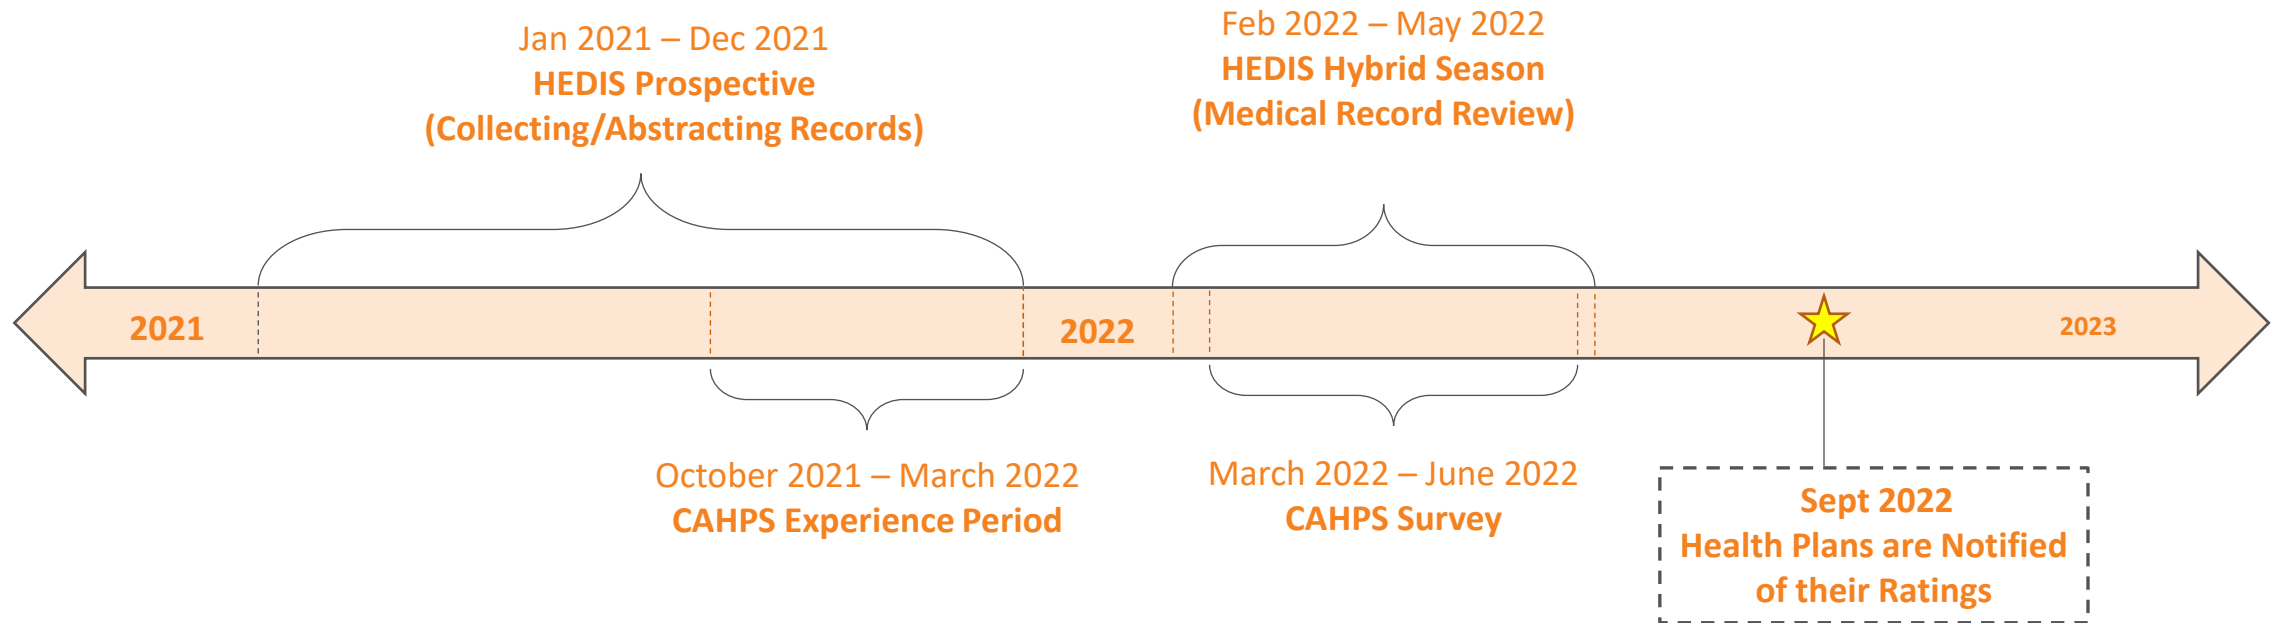 Jan 2021 – Dec 2021
HEDIS Prospective
(Collecting/Abstracting Records)
Feb 2022 – May 2022
HEDIS Hybrid Season
(Medical Record Review)
2021
2022
2023
October 2021 – March 2022
CAHPS Experience Period
March 2022 – June 2022
CAHPS Survey
Sept 2022
Health Plans are Notified
of their Ratings